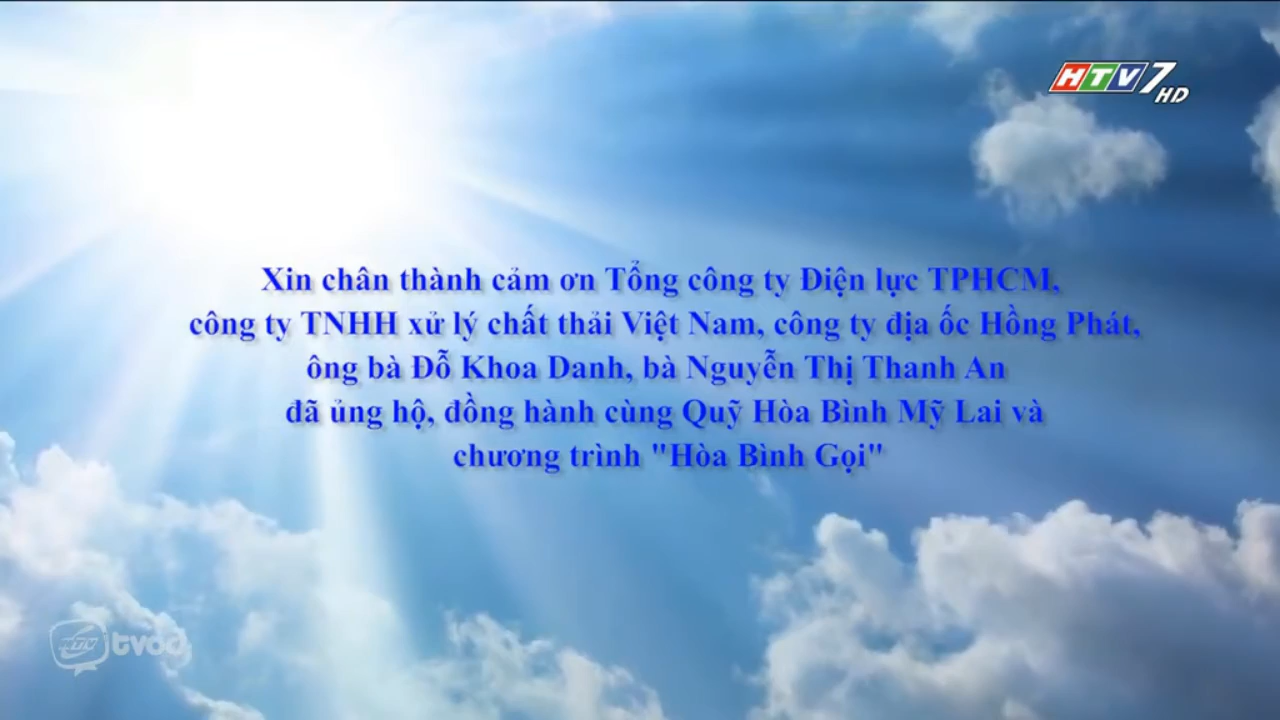 HTV7
HD
Xin chân thành cảm ơn Tổng công ty Điện lực TPHCM,
công ty TNHH xử lý chất thải Việt Nam, công ty địa ốc Hồng Phát,
ông bà Đỗ Khoa Danh, bà Nguyễn Thị Thanh An
đã ủng hộ, đồng hành cùng Quỹ Hòa Bình Mỹ Lai và
chương trình "Hòa Bình Gọi"
HTV tvod